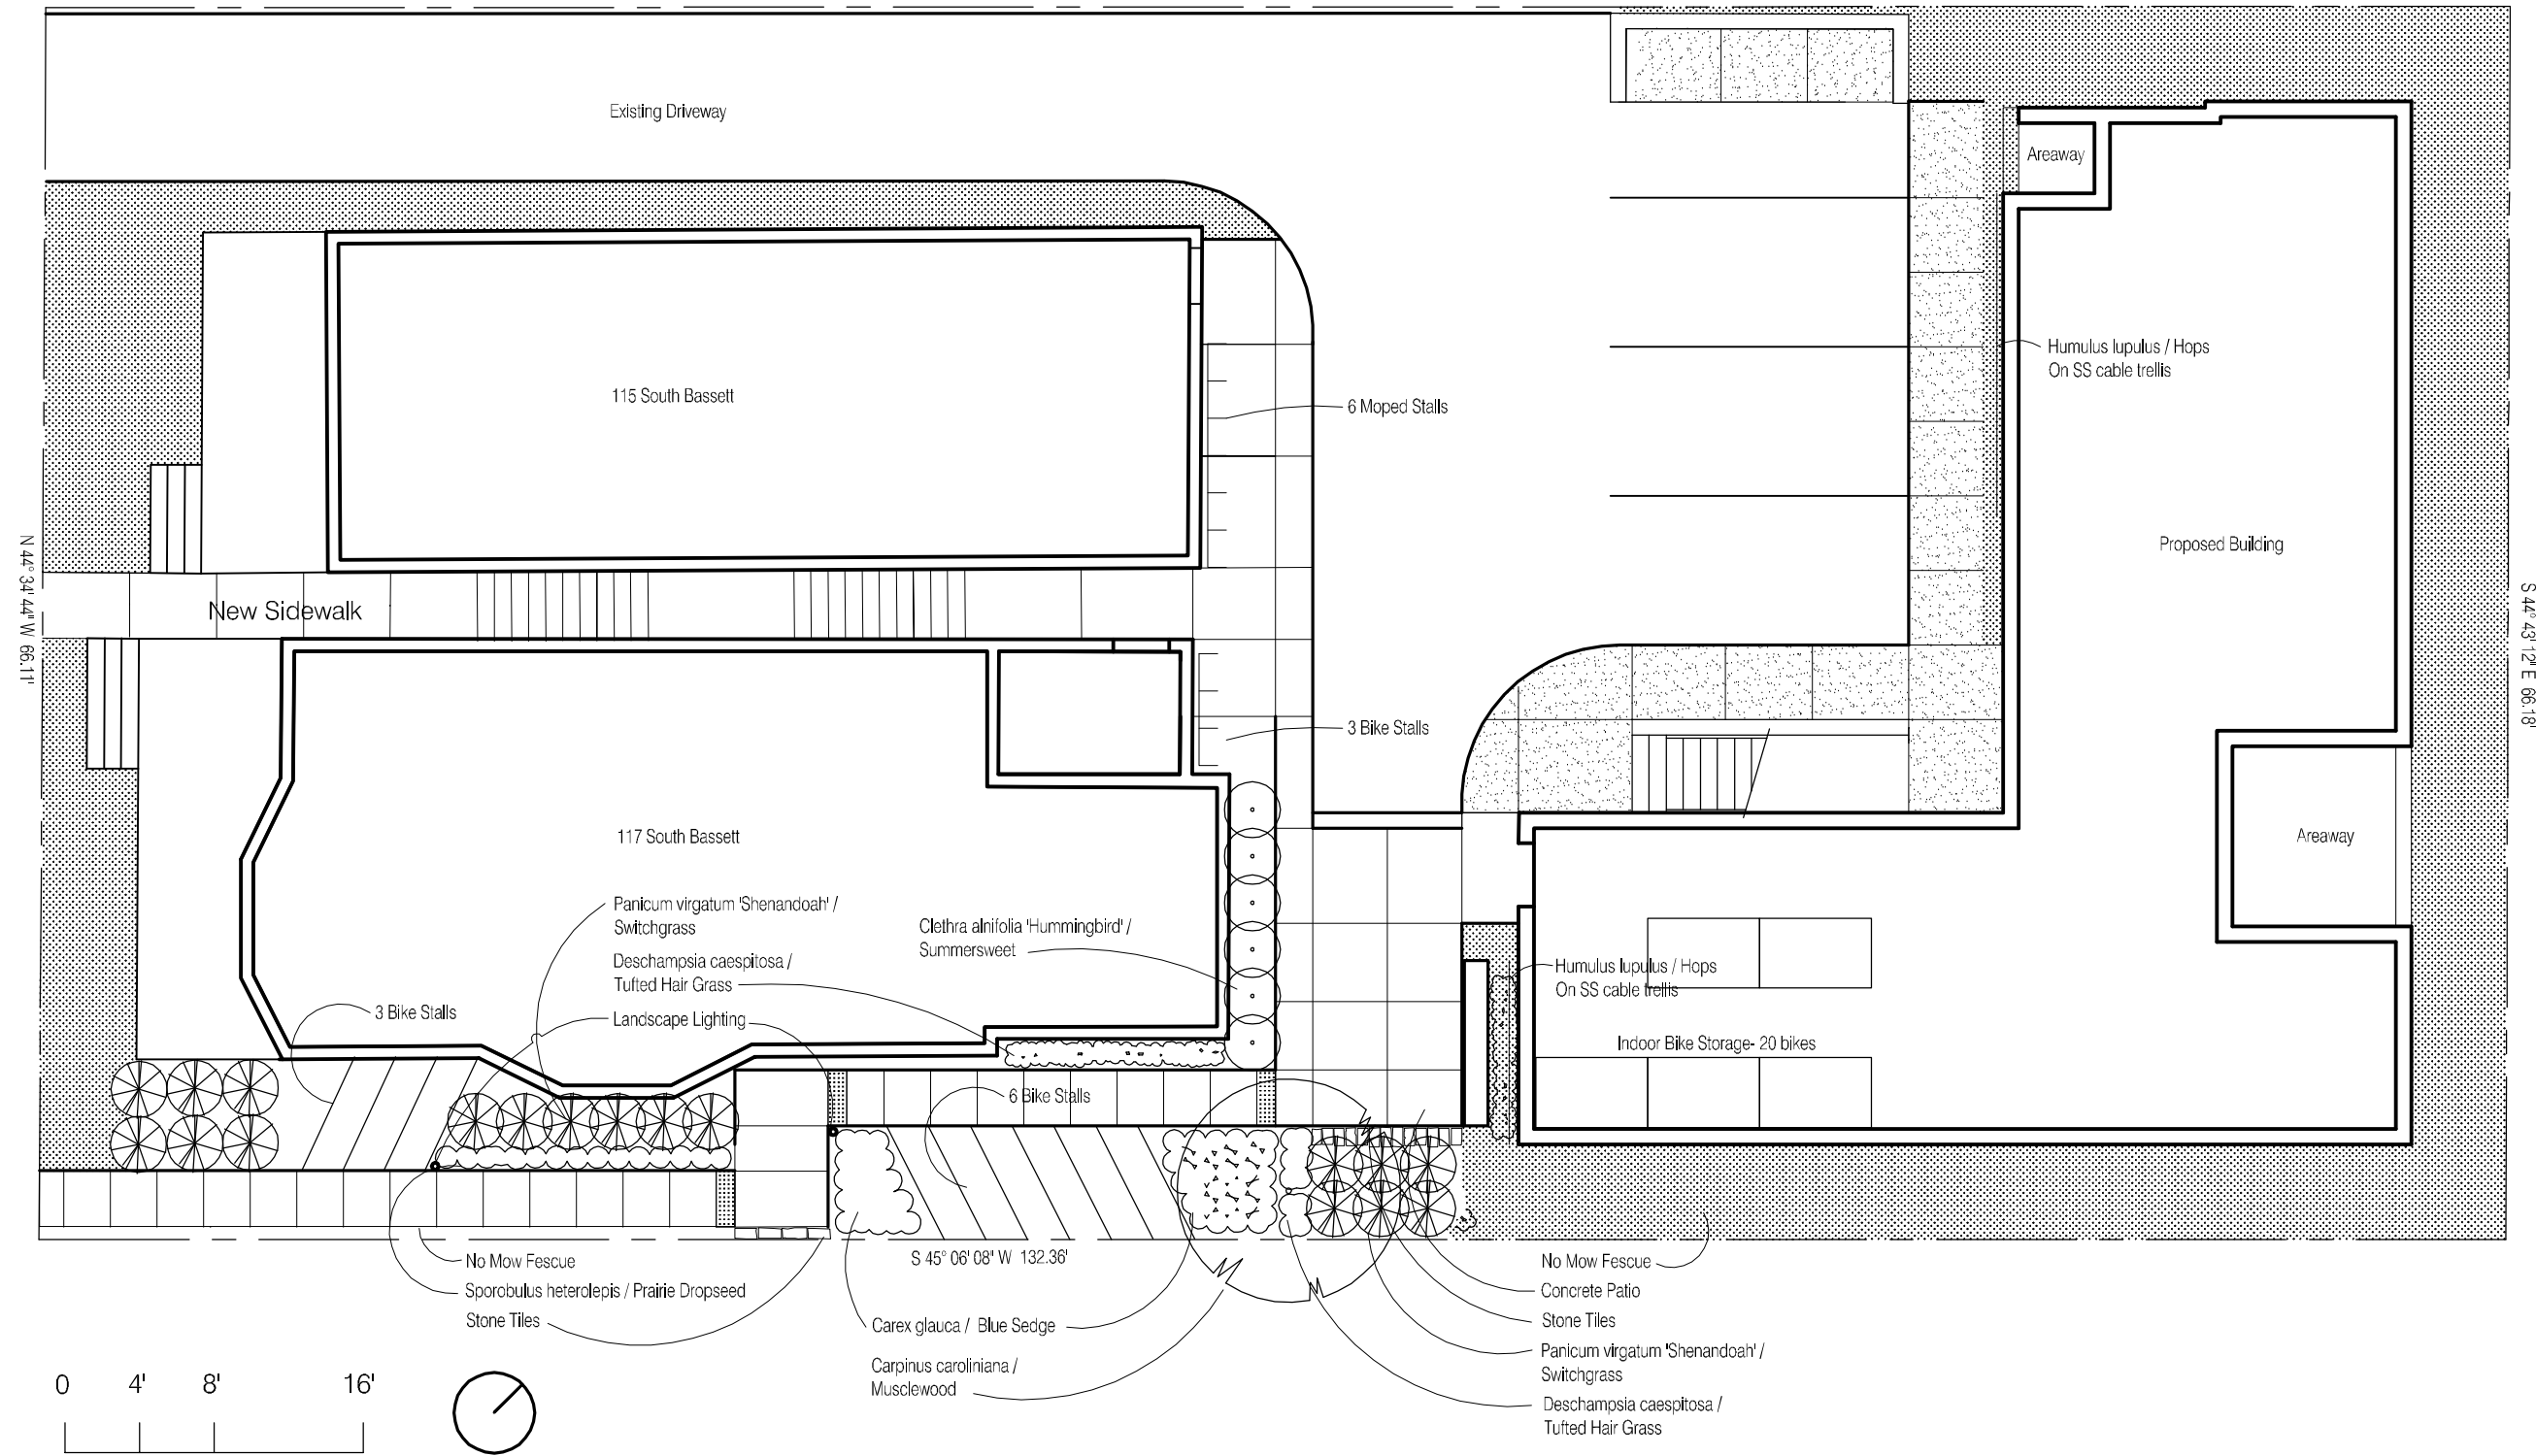 Existing Driveway
Areaway
115 South Bassett
6 Moped Stalls
Humulus lupulus / Hops
On SS cable trellis
Proposed Building
N 44° 34' 44" W 66.11'
S 44° 43' 12" E 66.18'
New Sidewalk
3 Bike Stalls
117 South Bassett
Areaway
Panicum virgatum 'Shenandoah' /
Switchgrass
Clethra alnifolia 'Hummingbird' /
Summersweet
Deschampsia caespitosa /
Tufted Hair Grass
Humulus lupulus / Hops
On SS cable trellis
3 Bike Stalls
Landscape Lighting
Indoor Bike Storage- 20 bikes
6 Bike Stalls
S 45° 06' 08" W 132.36'
No Mow Fescue
Sporobulus heterolepis / Prairie Dropseed
Stone Tiles
Carex glauca / Blue Sedge
Carpinus caroliniana /
Musclewood
No Mow Fescue
Concrete Patio
Stone Tiles
Panicum virgatum 'Shenandoah' /
Switchgrass
Deschampsia caespitosa /
Tufted Hair Grass
0 4' 8' 16'